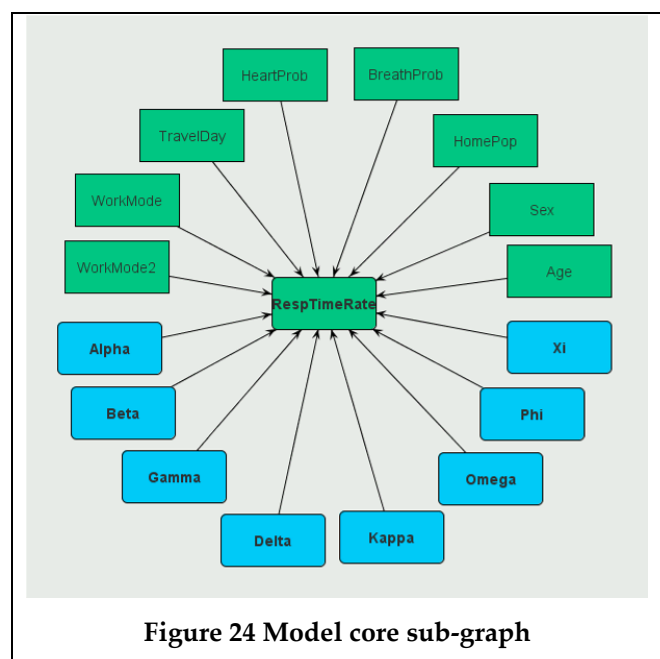 HeartProb
BreathProb
TravelDay
HomePop
WorkMode
Sex
WorkMode2
Age
RespTimeRate
Alpha
Xi
Beta
Phi
Gamma
Omega
Delta
Kappa
Figure 24 Model core sub-graph